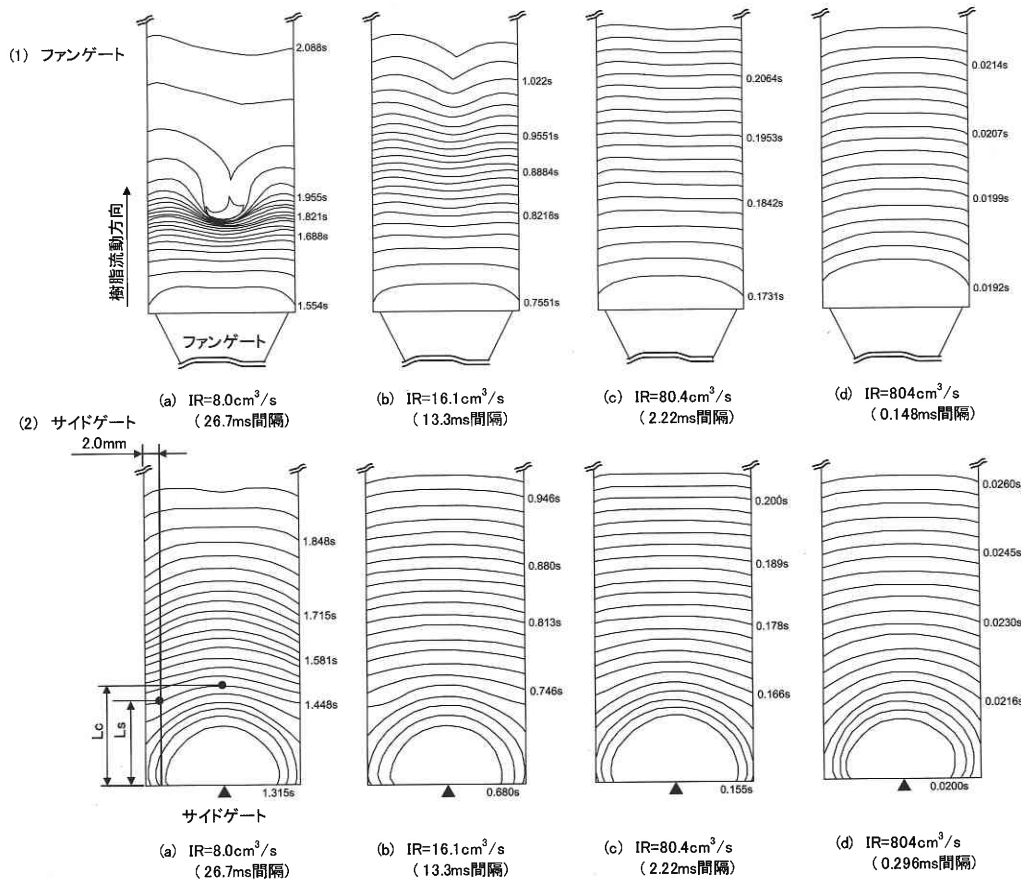 (1) ファンゲート
樹脂流動方向
2.088s
1.955s
1.821s
1.688s
1.554s
ファンゲート
1.022s
0.9551s
0.8884s
0.8216s
0.7551s
0.2064s
0.1953s
0.1842s
0.1731s
0.0214s
0.0207s
0.0199s
0.0192s
(a) IR=8.0cm³/s
(26.7ms間隔)
(b) IR=16.1cm³/s
(13.3ms間隔)
(c) IR=80.4cm³/s
(2.22ms間隔)
(d) IR=804cm³/s
(0.148ms間隔)
(2) サイドゲート
2.0mm
Lc
Ls
1.848s
1.715s
1.581s
1.448s
1.315s
サイドゲート
0.946s
0.880s
0.813s
0.746s
0.680s
0.200s
0.189s
0.178s
0.166s
0.155s
0.0260s
0.0245s
0.0230s
0.0216s
0.0200s
(a) IR=8.0cm³/s
(26.7ms間隔)
(b) IR=16.1cm³/s
(13.3ms間隔)
(c) IR=80.4cm³/s
(2.22ms間隔)
(d) IR=804cm³/s
(0.296ms間隔)